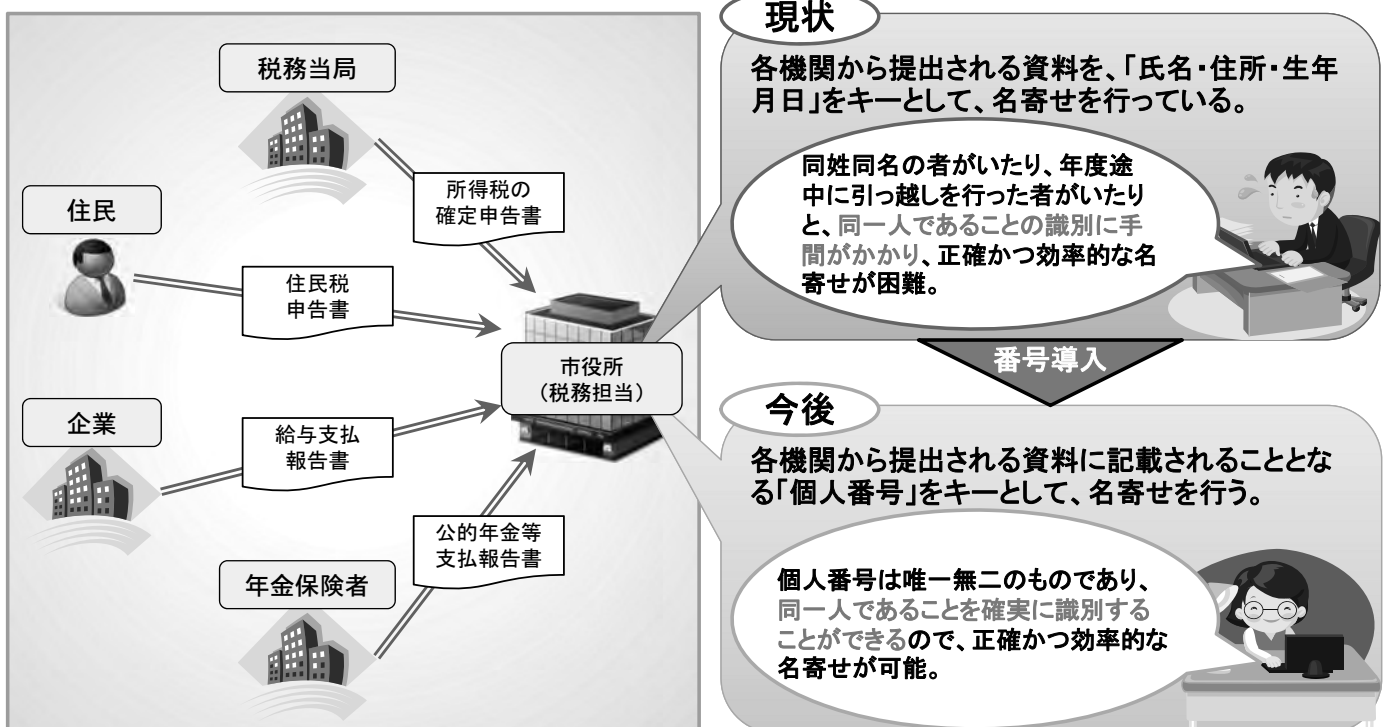 税務当局
所得税の
確定申告書
住民
住民税
申告書
市役所
（税務担当）
企業
給与支払
報告書
公的年金等
支払報告書
年金保険者
現状
各機関から提出される資料を、「氏名・住所・生年
月日」をキーとして、名寄せを行っている。
同姓同名の者がいたり、年度途
中に引っ越しを行った者がいたり
と、同一人であることの識別に手
間がかかり、正確かつ効率的な名
寄せが困難。
番号導入
今後
各機関から提出される資料に記載されることとな
る「個人番号」をキーとして、名寄せを行う。
個人番号は唯一無二のものであり、
同一人であることを確実に識別する
ことができるので、正確かつ効率的な
名寄せが可能。